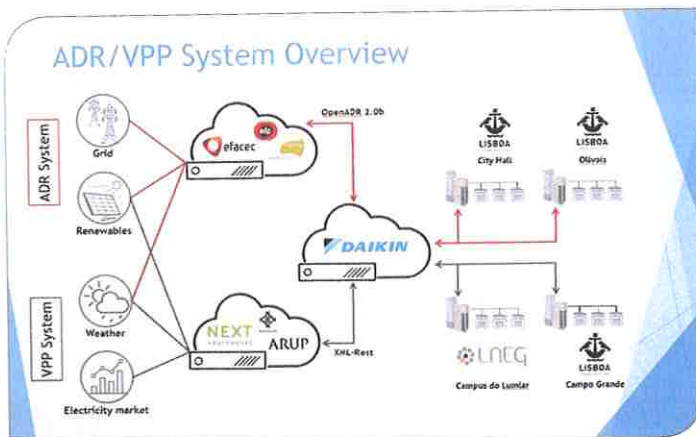 ADR/VPP System Overview
ADR System
VPP System
Grid
Renewables
Weather
Electricity market
efacec
edp
OpenADR 2.0b
DAIKIN
NEXT
ARUP
XML-Rest
LISBOA
City Hall
LISBOA
Olivais
LNEG
Campus do Lumiar
LISBOA
Campo Grande